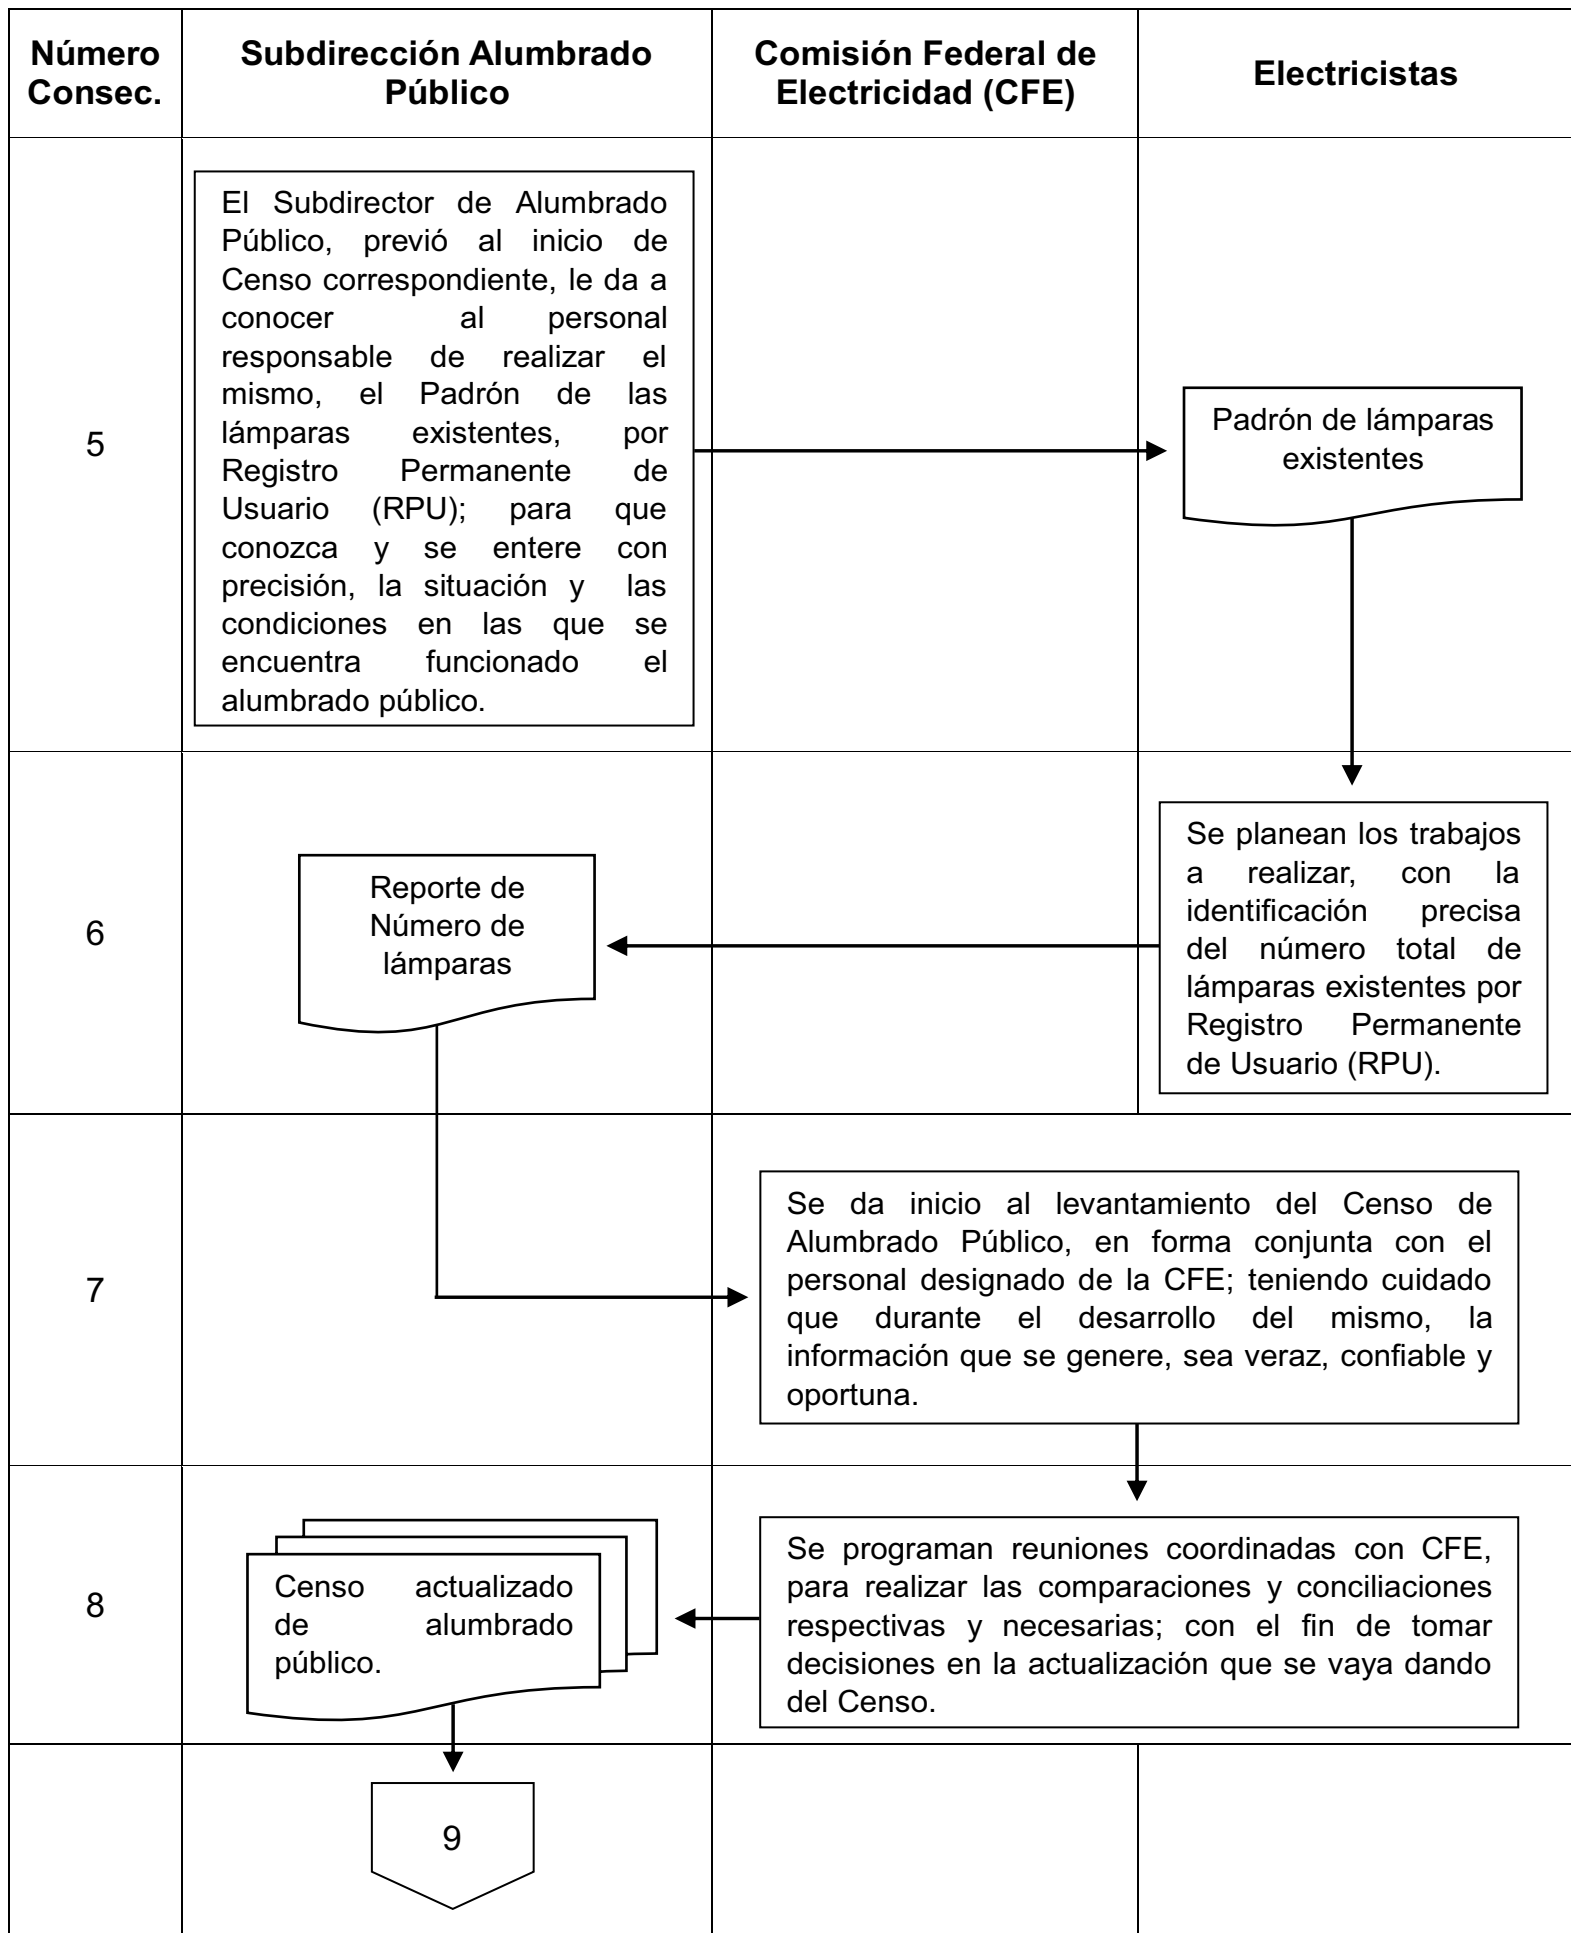 Número
Consec.
Subdirección Alumbrado
Público
Comisión Federal de
Electricidad (CFE)
Electricistas
5
El Subdirector de Alumbrado
Público, previó al inicio de
Censo correspondiente, le da a
conocer al personal
responsable de realizar el
mismo, el Padrón de las
lámparas existentes, por
Registro Permanente de
Usuario (RPU); para que
conozca y se entere con
precisión, la situación y las
condiciones en las que se
encuentra funcionado el
alumbrado público.
Padrón de lámparas
existentes
6
Reporte de
Número de
lámparas
Se planean los trabajos
a realizar, con la
identificación precisa
del número total de
lámparas existentes por
Registro Permanente
de Usuario (RPU).
7
Se da inicio al levantamiento del Censo de
Alumbrado Público, en forma conjunta con el
personal designado de la CFE; teniendo cuidado
que durante el desarrollo del mismo, la
información que se genere, sea veraz, confiable y
oportuna.
8
Censo actualizado
de alumbrado
público.
Se programan reuniones coordinadas con CFE,
para realizar las comparaciones y conciliaciones
respectivas y necesarias; con el fin de tomar
decisiones en la actualización que se vaya dando
del Censo.
9